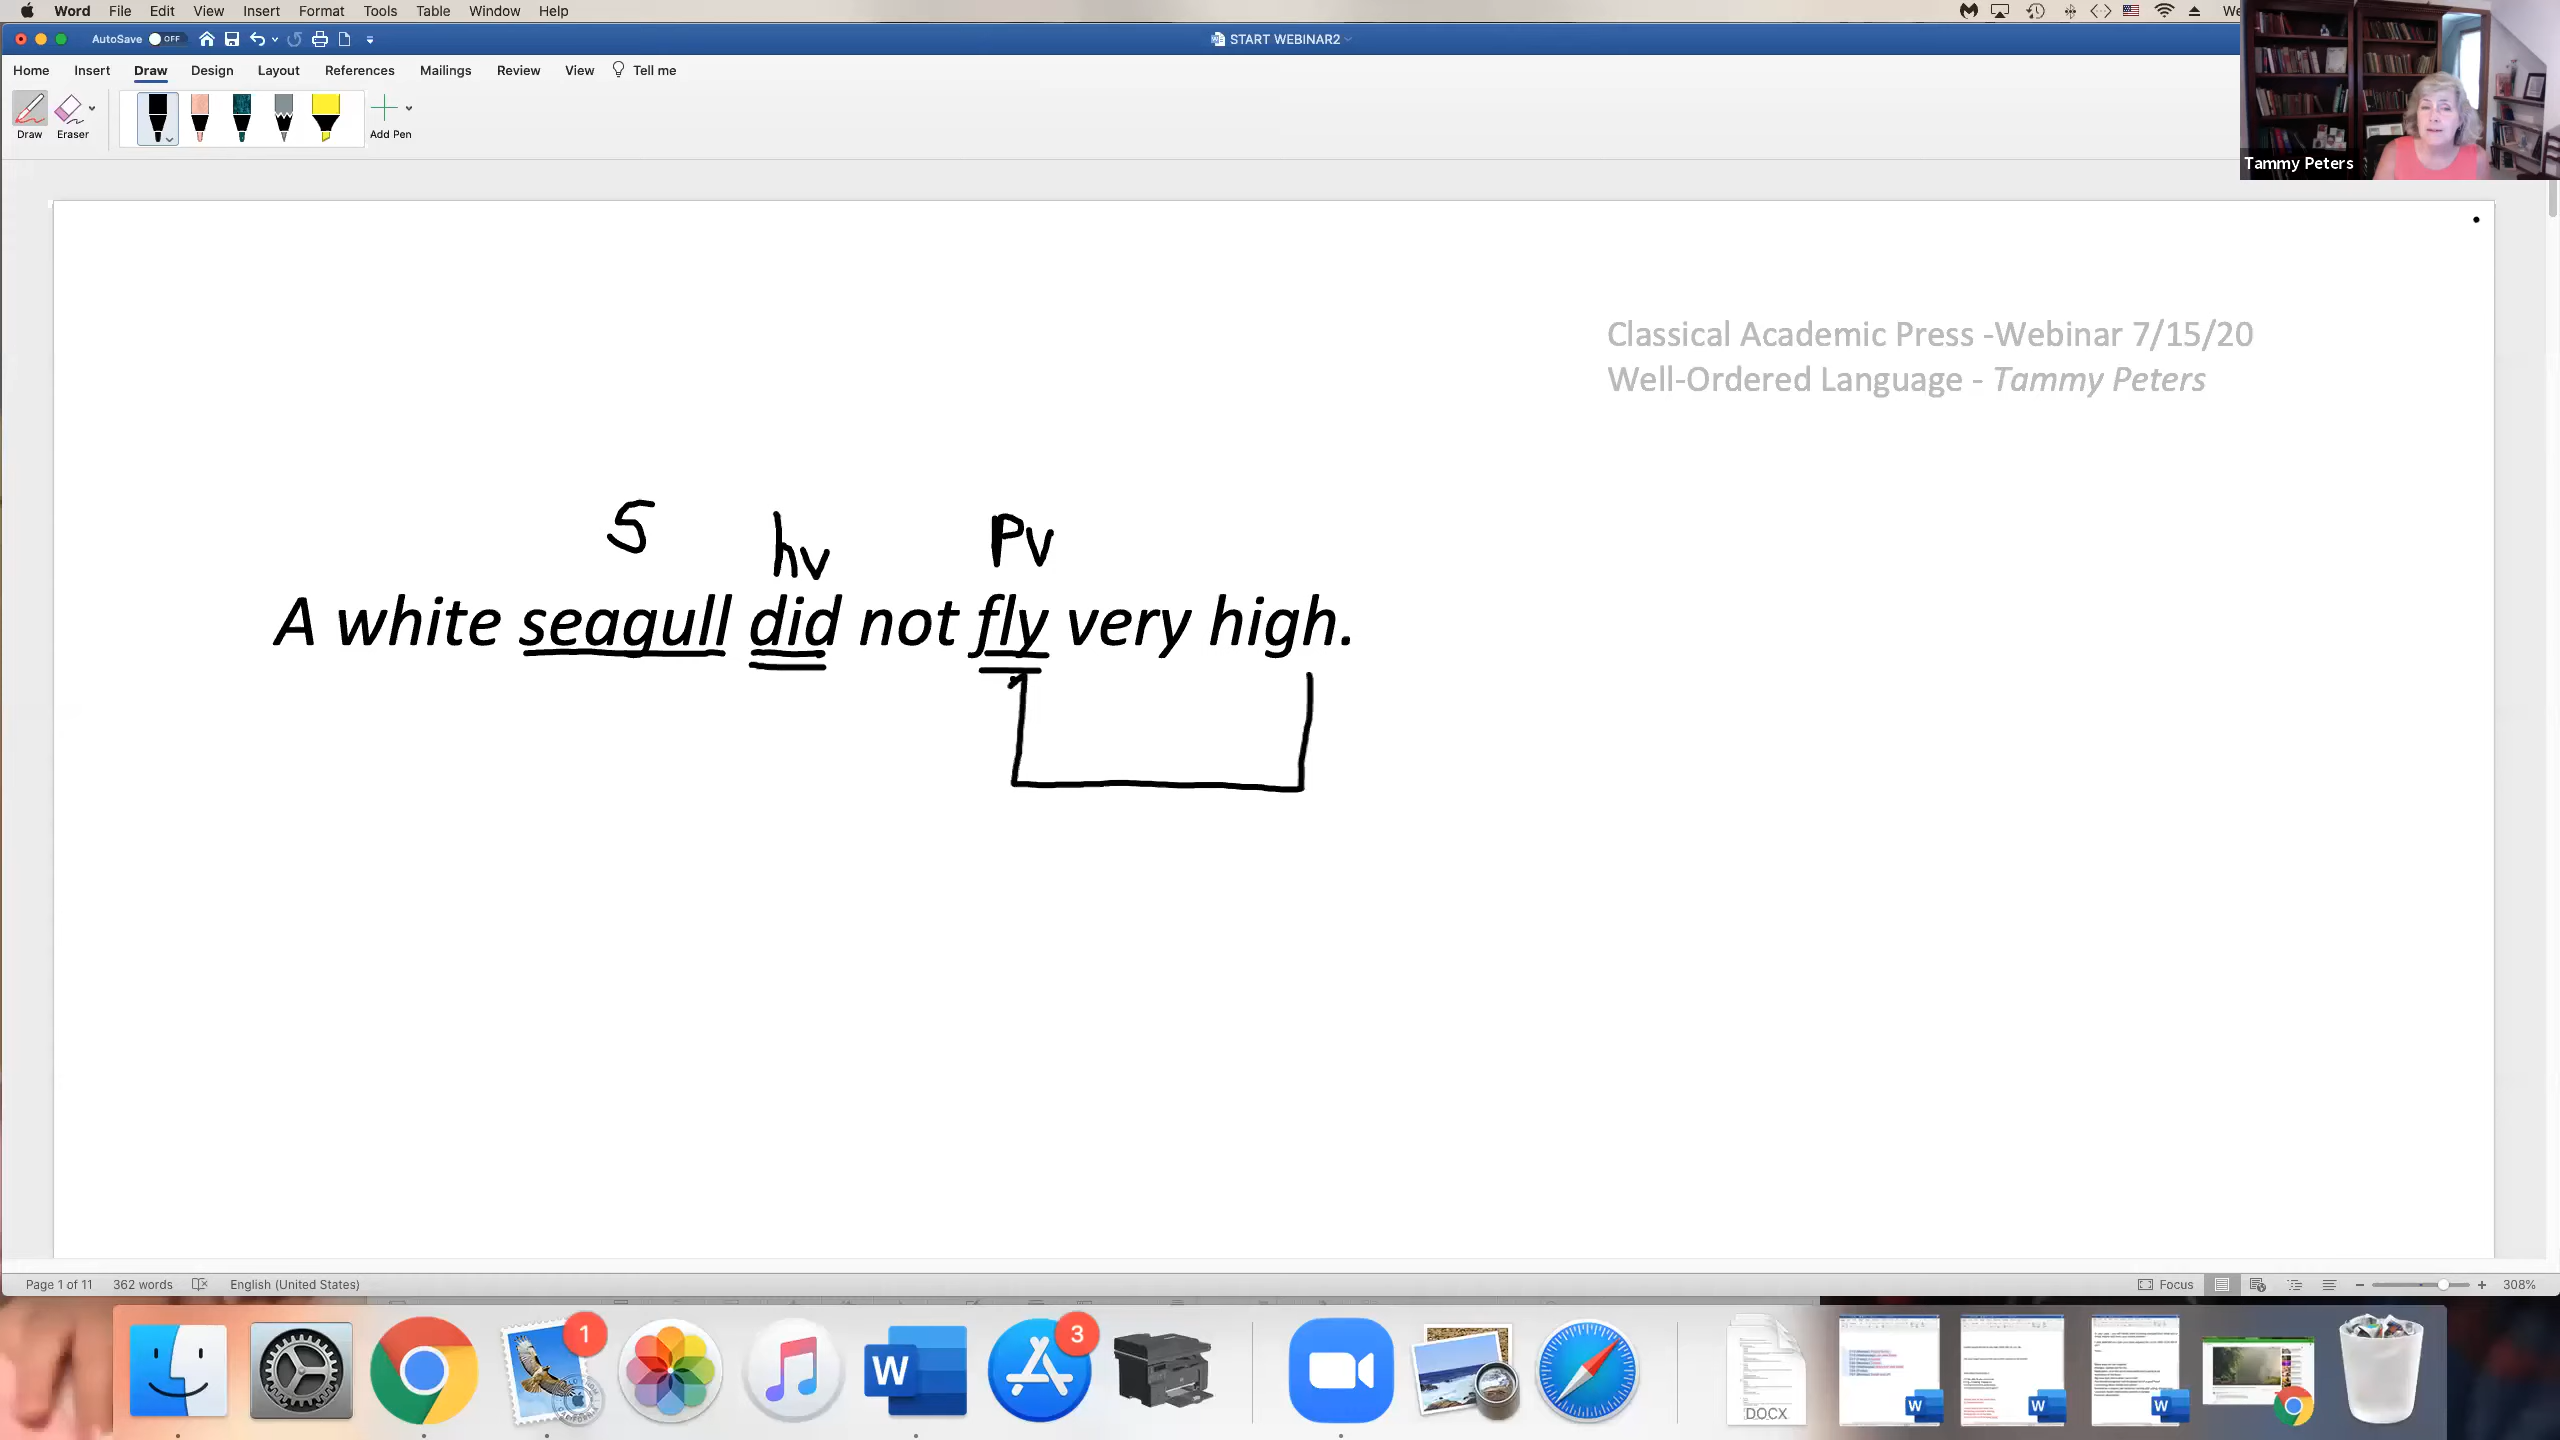 Word File Edit View Insert Format Tools Table Window Help
We
AutoSave OFF
START WEBINAR2
Home Insert Draw Design Layout References Mailings Review View Tell me
Draw Eraser Add Pen
Tammy Peters
Classical Academic Press -Webinar 7/15/20
Well-Ordered Language - Tammy Peters
S hv Pv
A white seagull did not fly very high.
Page 1 of 11 362 words English (United States) Focus 308%
1
3
W
DOCX
W
W
W